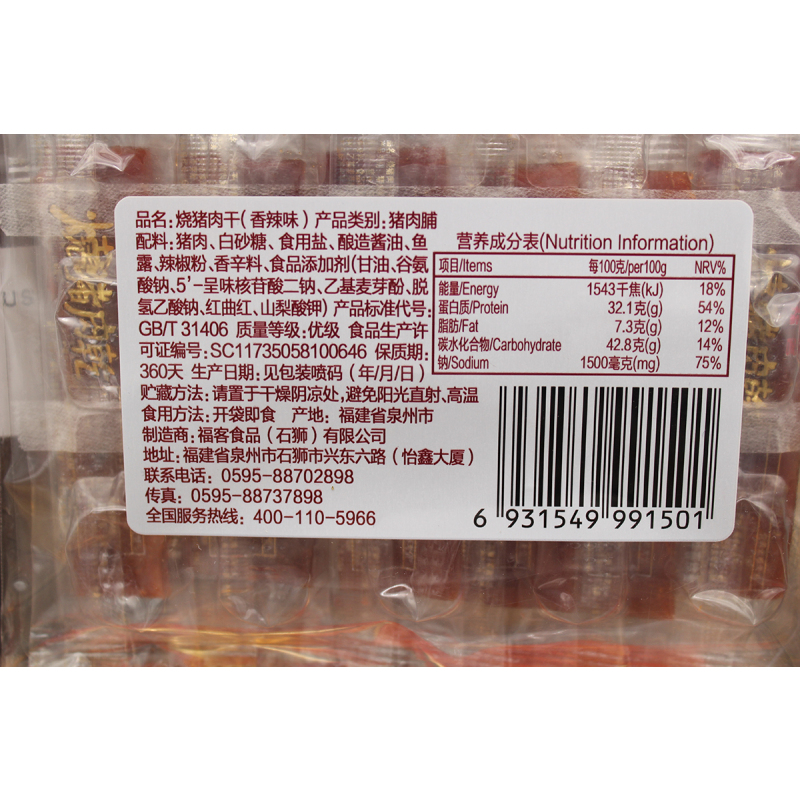 品名:烧猪肉干(香辣味)产品类别:猪肉脯
配料:猪肉、白砂糖、食用盐、酿造酱油、鱼
露、辣椒粉、香辛料、食品添加剂(甘油、谷氨
酸钠、5'-呈味核苷酸二钠、乙基麦芽酚、脱
氢乙酸钠、红曲红、山梨酸钾)产品标准代号:
GB/T 31406 质量等级:优级 食品生产许
可证编号:SC11735058100646 保质期:
360天 生产日期:见包装喷码(年/月/日)
贮藏方法:请置于干燥阴凉处,避免阳光直射、高温
食用方法:开袋即食 产地:福建省泉州市
制造商:福客食品(石狮)有限公司
地址:福建省泉州市石狮市兴东六路(怡鑫大厦)
联系电话:0595-88702898
传真:0595-88737898
全国服务热线:400-110-5966
营养成分表(Nutrition Information)
项目/Items 每100克/per100g NRV%
能量/Energy 1543千焦(kJ) 18%
蛋白质/Protein 32.1克(g) 54%
脂肪/Fat 7.3克(g) 12%
碳水化合物/Carbohydrate 42.8克(g) 14%
钠/Sodium 1500毫克(mg) 75%
6 931549 991501